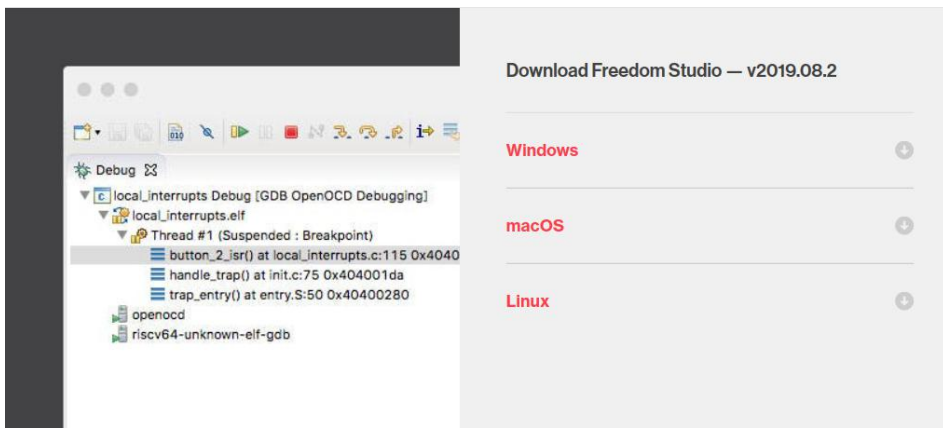 Debug
local_interrupts Debug [GDB OpenOCD Debugging]
local_interrupts.elf
Thread #1 (Suspended : Breakpoint)
button_2_isr() at local_interrupts.c:115 0x4040
handle_trap() at init.c:75 0x404001da
trap_entry() at entry.S:50 0x40400280
openocd
riscv64-unknown-elf-gdb
Download Freedom Studio — v2019.08.2
Windows
macOS
Linux